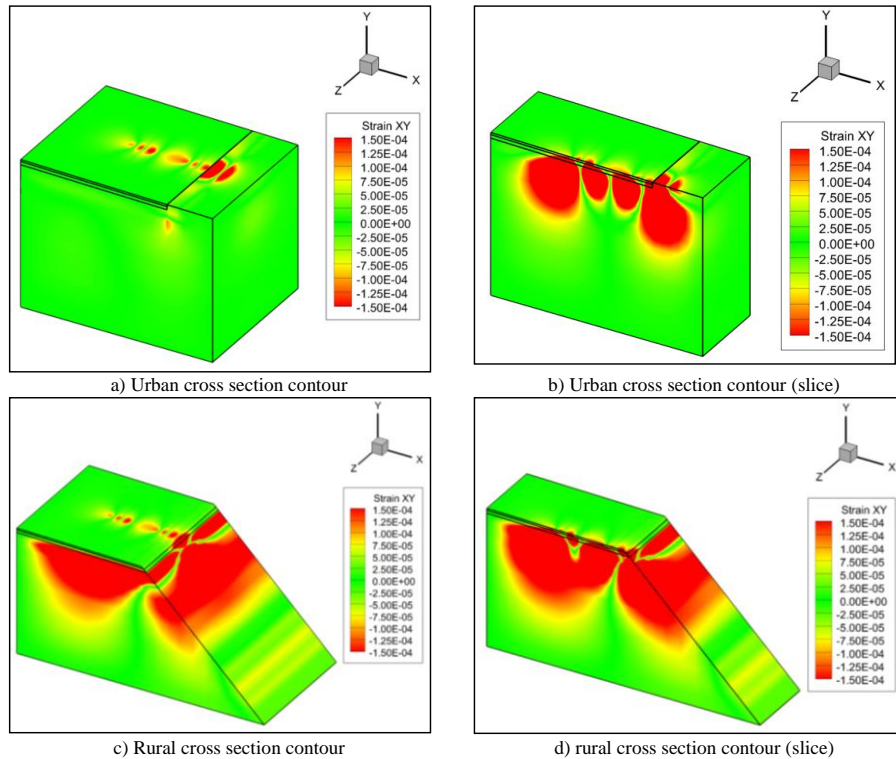 Y
X
Z
Strain XY
1.50E-04
1.25E-04
1.00E-04
7.50E-05
5.00E-05
2.50E-05
0.00E+00
-2.50E-05
-5.00E-05
-7.50E-05
-1.00E-04
-1.25E-04
-1.50E-04
a) Urban cross section contour
Y
X
Z
Strain XY
1.50E-04
1.25E-04
1.00E-04
7.50E-05
5.00E-05
2.50E-05
0.00E+00
-2.50E-05
-5.00E-05
-7.50E-05
-1.00E-04
-1.25E-04
-1.50E-04
b) Urban cross section contour (slice)
Y
X
Z
Strain XY
1.50E-04
1.25E-04
1.00E-04
7.50E-05
5.00E-05
2.50E-05
0.00E+00
-2.50E-05
-5.00E-05
-7.50E-05
-1.00E-04
-1.25E-04
-1.50E-04
c) Rural cross section contour
Y
X
Z
Strain XY
1.50E-04
1.25E-04
1.00E-04
7.50E-05
5.00E-05
2.50E-05
0.00E+00
-2.50E-05
-5.00E-05
-7.50E-05
-1.00E-04
-1.25E-04
-1.50E-04
d) rural cross section contour (slice)